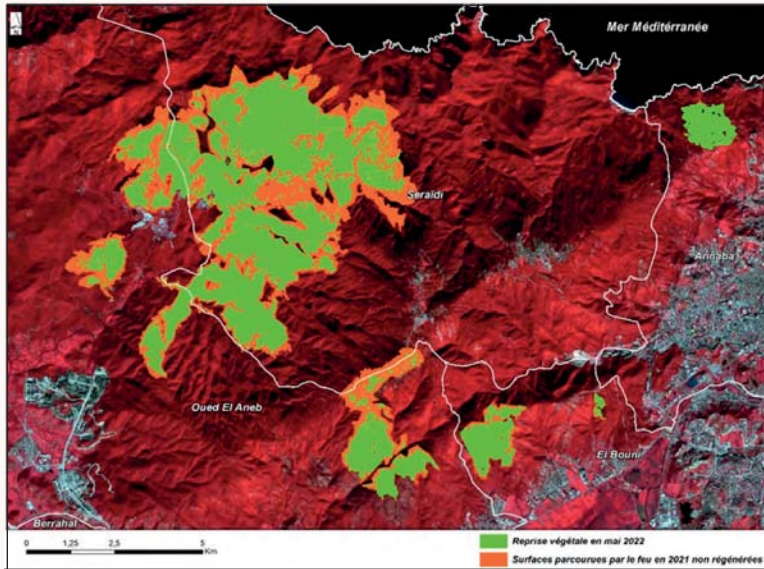 N
Mer Méditérranée
Seraïdi
Annaba
Oued El Aneb
El Bouni
Berrahal
0 1,25 2,5 5
Km
Reprise végétale en mai 2022
Surfaces parcourues par le feu en 2021 non régénérées